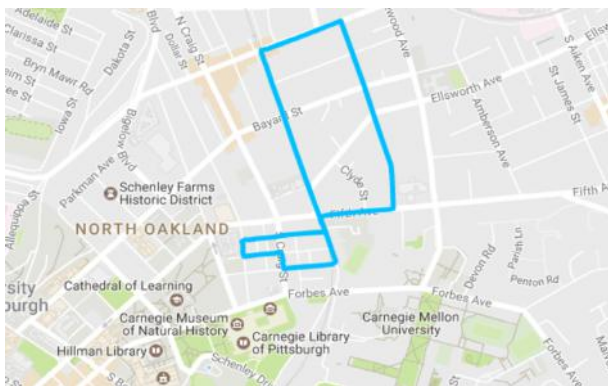 Adelaide St
Clarissa St
Bryn Mawr Rd
Iowa St
Dakota St
N Craig St
Dollar St
Bigelow Blvd
Parkman Ave
Bayard St
Ellsworth Ave
Amberson Ave
St James St
S Aiken Ave
Clyde St
Fifth Ave
Fifth A
Schenley Farms
Historic District
NORTH OAKLAND
S Craig St
Devon Rd
Parish Ln
Penton Rd
Forbes Ave
Forbes Ave
Cathedral of Learning
Carnegie Museum
of Natural History
Carnegie Library
of Pittsburgh
Carnegie Mellon
University
Hillman Library
Schenley Dr